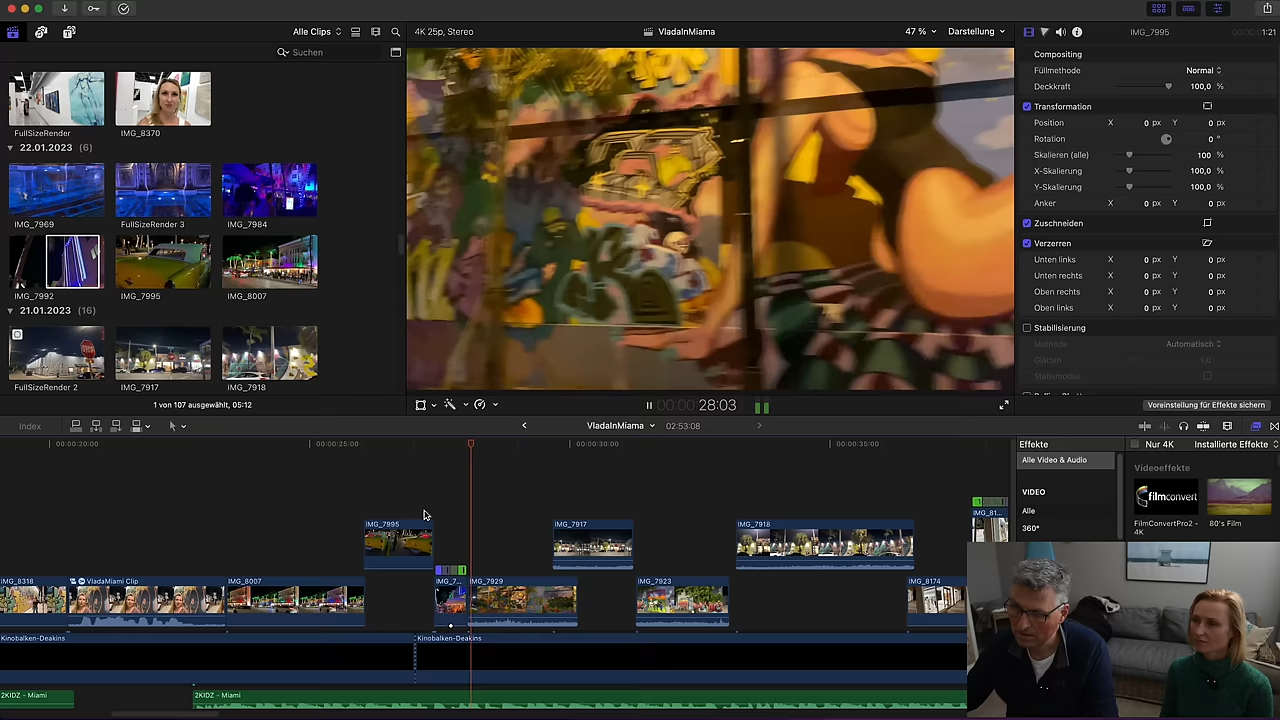 Alle Clips
Suchen
FullSizeRender
IMG_8370
22.01.2023 (6)
IMG_7969
FullSizeRender 3
IMG_7984
IMG_7992
IMG_7995
IMG_8007
21.01.2023 (16)
FullSizeRender 2
IMG_7917
IMG_7918
1 von 107 ausgewählt, 05:12
4K 25p, Stereo
VladaInMiama
47 %
Darstellung
00:00:28:03
IMG_7995
1:21
Compositing
Füllmethode
Normal
Deckkraft
100,0 %
Transformation
Position X 0 px Y 0 px
Rotation 0 °
Skalieren (alle) 100 %
X-Skalierung 100,0 %
Y-Skalierung 100,0 %
Anker X 0 px Y 0 px
Zuschneiden
Verzerren
Unten links X 0 px Y 0 px
Unten rechts X 0 px Y 0 px
Oben rechts X 0 px Y 0 px
Oben links X 0 px Y 0 px
Stabilisierung
Methode Automatisch
Glätten 1,0
Stativmodus
Voreinstellung für Effekte sichern
Index
VladaInMiama
02:53:08
00:00:20:00
00:00:25:00
00:00:30:00
00:00:35:00
IMG_7995
IMG_7917
IMG_7918
IMG_81...
IMG_8318
VladaMiami Clip
IMG_8007
IMG_7...
IMG_7929
IMG_7923
IMG_8174
Kinobalken-Deakins
Kinobalken-Deakins
2KIDZ - Miami
2KIDZ - Miami
Effekte
Nur 4K
Installierte Effekte
Alle Video & Audio
VIDEO
Alle
360°
Videoeffekte
filmconvert
FilmConvertPro2 -
4K
80's Film